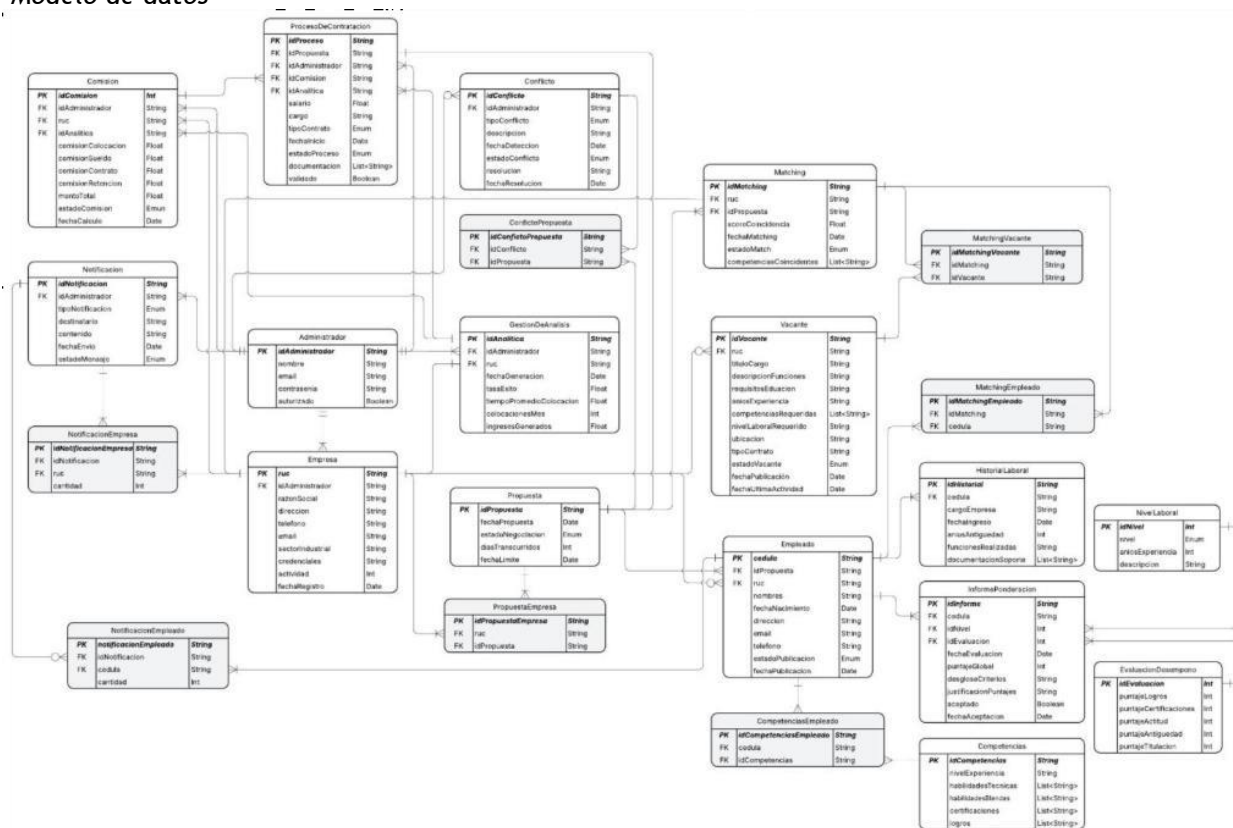 Modelo de datos
ProcesoDeContratacion
PK idProceso String
FK idPropuesta String
FK idAdministrador String
FK idComision String
FK idAnalitica String
salario Float
cargo String
tipoContrato Enum
fechaInicio Date
estadoProceso Enum
documentacion List<String>
validado Boolean
Comision
PK idComision Int
FK idAdministrador String
FK ruc String
FK idAnalitica String
comisionColocacion Float
comisionSueldo Float
comisionContrato Float
comisionRetencion Float
montoTotal Float
estadoComision Emun
fechaCalculo Date
Conflicto
PK idConflicto String
FK idAdministrador String
tipoConflicto Enum
descripcion String
fechaDeteccion Date
estadoConflicto Enum
resolucion String
fechaResolucion Date
ConflictoPropuesta
PK idConflatoPropuesta String
FK idConflicto String
FK idPropuesta String
Matching
PK idMatching String
FK ruc String
FK idPropuesta String
scoreCoincidencia Float
fechaMatching Date
estadoMatch Enum
competenciasCoincidentes List<String>
MatchingVacante
PK idMatchingVacante String
FK idMatching String
FK idVacante String
Notificacion
PK idNotificacion String
FK idAdministrador String
tipoNotificacion Enum
destinatario String
contenido String
fechaEnvio Date
setadoMensaje Enum
Administrador
PK idAdministrador String
nombre String
email String
contrasenia String
autorizado Boolean
GestionDeAnalisis
PK idAnalitica String
FK idAdministrador String
FK ruc String
fechaGeneracion Date
tasaExito Float
tiempoPromedioColocacion Float
colocacionesMes Int
ingresosGenerados Float
Vacante
PK idVacante String
FK ruc String
tituloCargo String
descripcionFunciones String
requisitosEduacion String
aniosExperiencia String
competenciasRequeridas List<String>
nivelLaboralRequerido String
ubicacion String
tipoContrato String
estadoVacante Enum
fechaPublicación Date
fechaUltimaActividad Date
MatchingEmpleado
PK idMatchingEmpleado String
FK idMatching String
FK cedula String
NotificacionEmpresa
PK idNotificacionEmpresa String
FK idNotificacion String
FK ruc String
cantidad Int
Empresa
PK ruc String
FK idAdministrador String
razonSocial String
direccion String
telefono String
email String
sectorIndustrial String
credenciales String
actividad Int
fechaRegistro Date
Propuesta
PK idPropuesta String
fechaPropuesta Date
estadoNegociacion Enum
diasTranscurridos Int
fechaLimite Date
HistorialLaboral
PK idHistorial String
FK cedula String
cargoEmpresa String
fechaIngreso Date
aniosAntiguedad Int
funcionesRealizadas String
documentacionSoporte List<String>
NivelLaboral
PK idNivel Int
nivel Enum
aniosExperiencia Int
descripcion String
Empleado
PK cedula String
FK idPropuesta String
FK ruc String
nombres String
fechaNacimiento Date
direccion String
email String
telefono String
estadoPublicacion Enum
fechaPublicacion Date
InformePonderacion
PK idInforme String
FK cedula String
FK idNivel Int
FK idEvaluacion Int
fechaEvaluacion Date
puntajeGlobal Int
desgloseCriterios String
justificacionPuntajes String
aceptado Boolean
fechaAceptacion Date
PropuestaEmpresa
PK idPropuestaEmpresa String
FK ruc String
FK idPropuesta String
NotificacionEmpleado
PK notificacionEmpleado String
FK idNotificacion String
FK cedula String
cantidad Int
EvaluacionDesempono
PK idEvaluacion Int
puntajeLogros Int
puntajeCertificaciones Int
puntajeActitud Int
puntajeAntiguedad Int
puntajeTitulacion Int
CompetenciasEmpleado
PK idCompetenciasEmpleado String
FK cedula String
FK idCompetencias String
Competencias
PK idCompetencias String
nivelExperiencia String
habilidadesTecnicas List<String>
habilidadesBlandas List<String>
certificaciones List<String>
logros List<String>